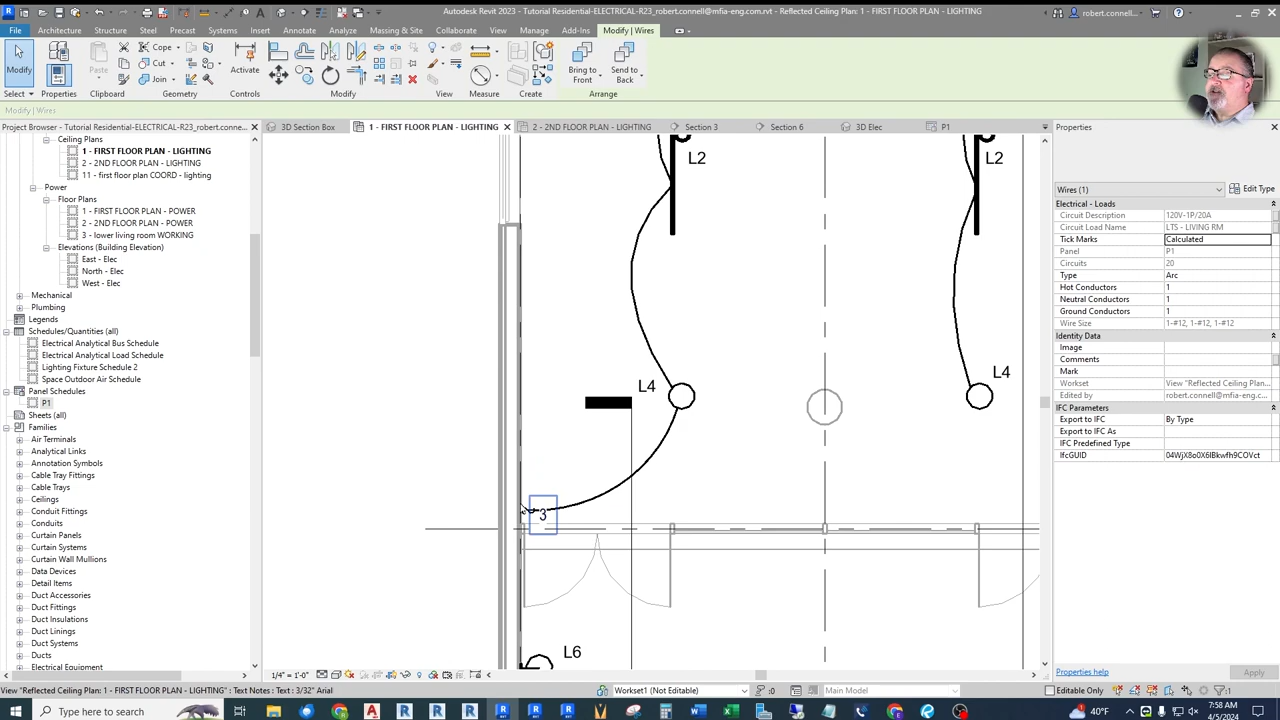 Autodesk Revit 2023 - Tutorial Residential-ELECTRICAL-R23_robert.connell@mfia-eng.com.rvt - Reflected Ceiling Plan: 1 - FIRST FLOOR PLAN - LIGHTING
robert.connell...
File Architecture Structure Steel Precast Systems Insert Annotate Analyze Massing & Site Collaborate View Manage Add-Ins Modify | Wires
Modify
Properties
Paste
Cope
Cut
Join
Activate
Bring to Front
Send to Back
Select Properties Clipboard Geometry Controls Modify View Measure Create Arrange
Modify | Wires
Project Browser - Tutorial Residential-ELECTRICAL-R23_robert.conne...
3D Section Box
1 - FIRST FLOOR PLAN - LIGHTING
2 - 2ND FLOOR PLAN - LIGHTING
Section 3
Section 6
3D Elec
P1
Properties
Ceiling Plans
1 - FIRST FLOOR PLAN - LIGHTING
2 - 2ND FLOOR PLAN - LIGHTING
11 - first floor plan COORD - lighting
Power
Floor Plans
1 - FIRST FLOOR PLAN - POWER
2 - 2ND FLOOR PLAN - POWER
3 - lower living room WORKING
Elevations (Building Elevation)
East - Elec
North - Elec
West - Elec
Mechanical
Plumbing
Legends
Schedules/Quantities (all)
Electrical Analytical Bus Schedule
Electrical Analytical Load Schedule
Lighting Fixture Schedule 2
Space Outdoor Air Schedule
Panel Schedules
P1
Sheets (all)
Families
Air Terminals
Analytical Links
Annotation Symbols
Cable Tray Fittings
Cable Trays
Ceilings
Conduit Fittings
Conduits
Curtain Panels
Curtain Systems
Curtain Wall Mullions
Data Devices
Detail Items
Duct Accessories
Duct Fittings
Duct Insulations
Duct Linings
Duct Systems
Ducts
Electrical Equipment
L2
L2
L4
L4
3
L6
Wires (1)
Edit Type
Electrical - Loads
Circuit Description 120V-1P/20A
Circuit Load Name LTS - LIVING RM
Tick Marks Calculated
Panel P1
Circuits 20
Type Arc
Hot Conductors 1
Neutral Conductors 1
Ground Conductors 1
Wire Size 1-#12, 1-#12, 1-#12
Identity Data
Image
Comments
Mark
Workset View "Reflected Ceiling Plan...
Edited by robert.connell@mfia-eng.c...
IFC Parameters
Export to IFC By Type
Export to IFC As
IFC Predefined Type
IfcGUID 04WjX8o0X6IBkwfh9COVct
Properties help
Apply
1/4" = 1'-0"
View "Reflected Ceiling Plan: 1 - FIRST FLOOR PLAN - LIGHTING" : Text Notes : Text : 3/32" Arial
Workset1 (Not Editable)
:0
Main Model
Editable Only
:1
Type here to search
40°F
7:58 AM
4/5/2024